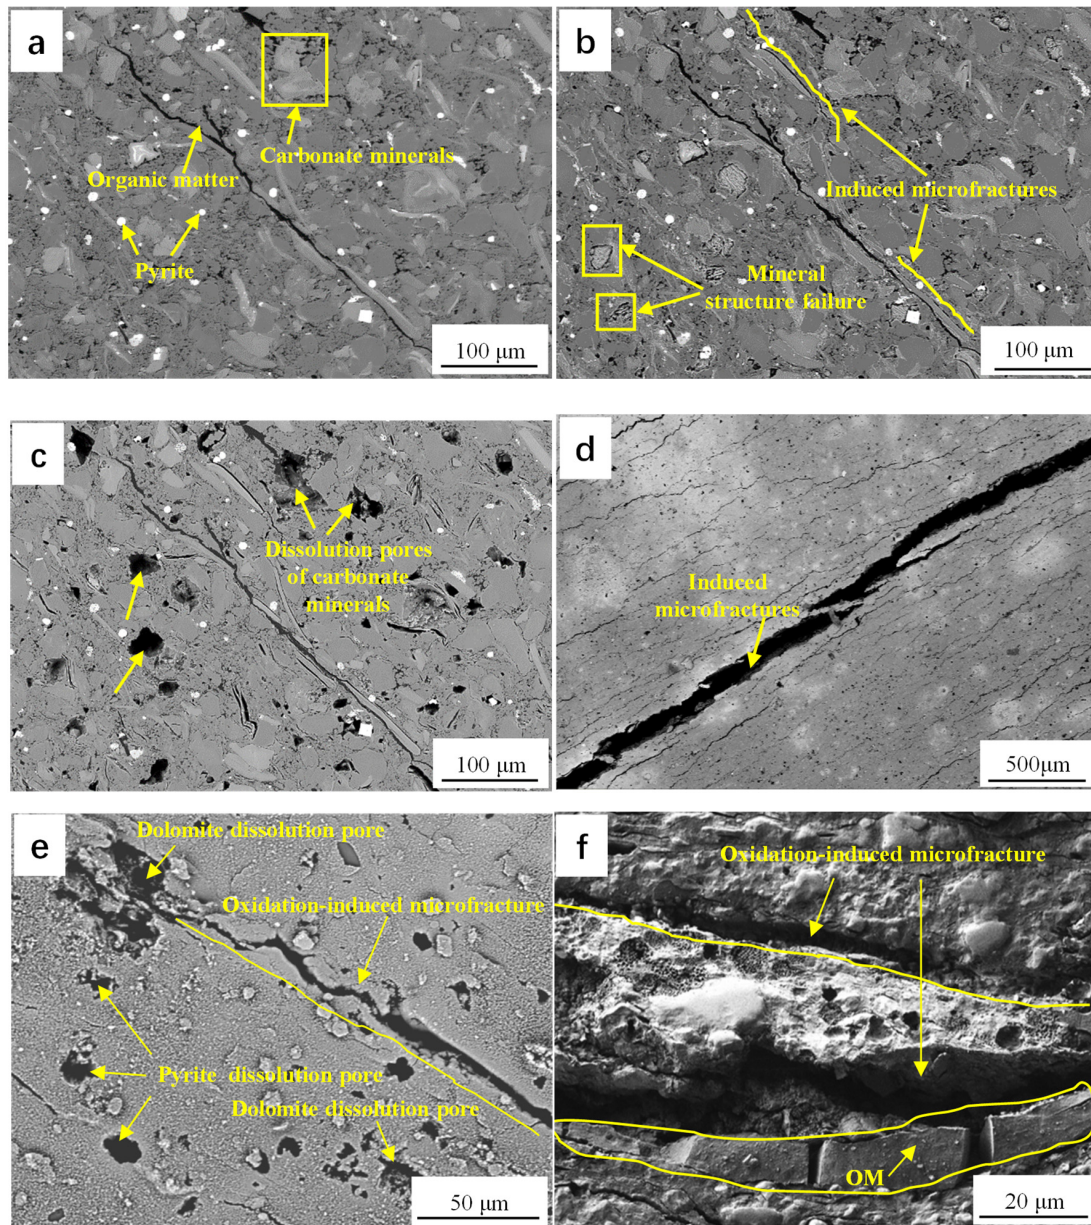 a
Carbonate minerals
Organic matter
Pyrite
100 μm
b
Induced microfractures
Mineral
structure failure
100 μm
c
Dissolution pores
of carbonate
minerals
100 μm
d
Induced
microfractures
500μm
e
Dolomite dissolution pore
Oxidation-induced microfracture
Pyrite dissolution pore
Dolomite dissolution pore
50 μm
f
Oxidation-induced microfracture
OM
20 μm